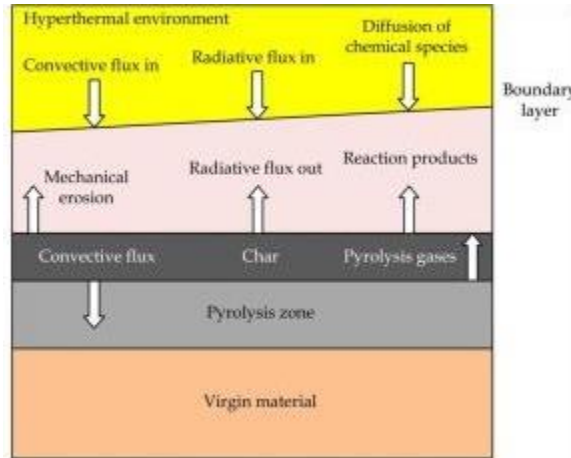 Hyperthermal environment
Convective flux in
Radiative flux in
Diffusion of
chemical species
Boundary
layer
Mechanical
erosion
Radiative flux out
Reaction products
Convective flux
Char
Pyrolysis gases
Pyrolysis zone
Virgin material